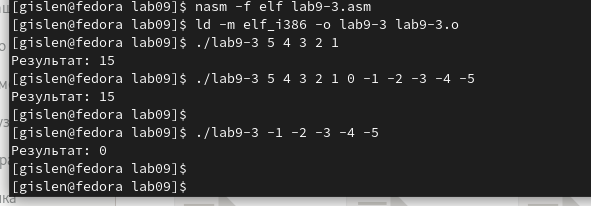 [gislen@fedora lab09]$ nasm -f elf lab9-3.asm
[gislen@fedora lab09]$ ld -m elf_i386 -o lab9-3 lab9-3.o
[gislen@fedora lab09]$ ./lab9-3 5 4 3 2 1
Результат: 15
[gislen@fedora lab09]$ ./lab9-3 5 4 3 2 1 0 -1 -2 -3 -4 -5
Результат: 15
[gislen@fedora lab09]$
[gislen@fedora lab09]$ ./lab9-3 -1 -2 -3 -4 -5
Результат: 0
[gislen@fedora lab09]$
[gislen@fedora lab09]$